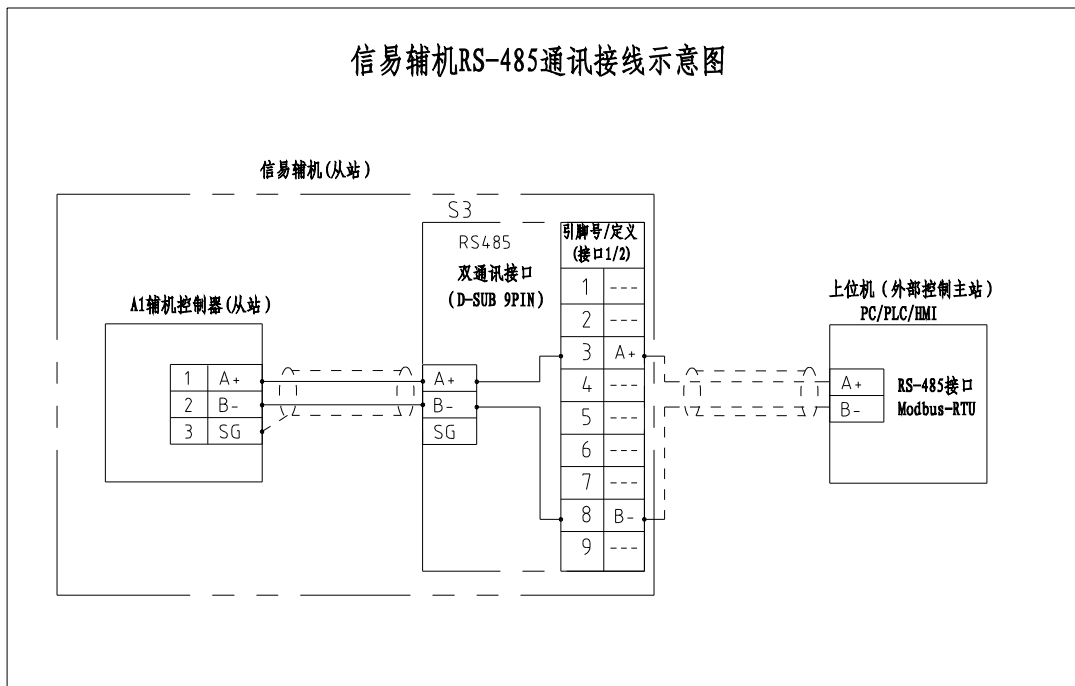 信易辅机RS-485通讯接线示意图
信易辅机(从站)
S3
RS485
双通讯接口
(D-SUB 9PIN)
引脚号/定义
(接口1/2)
1 ---
2 ---
3 A+
4 ---
5 ---
6 ---
7 ---
8 B-
9 ---
A1辅机控制器(从站)
1 A+
2 B-
3 SG
A+
B-
SG
上位机(外部控制主站)
PC/PLC/HMI
A+
B-
RS-485接口
Modbus-RTU